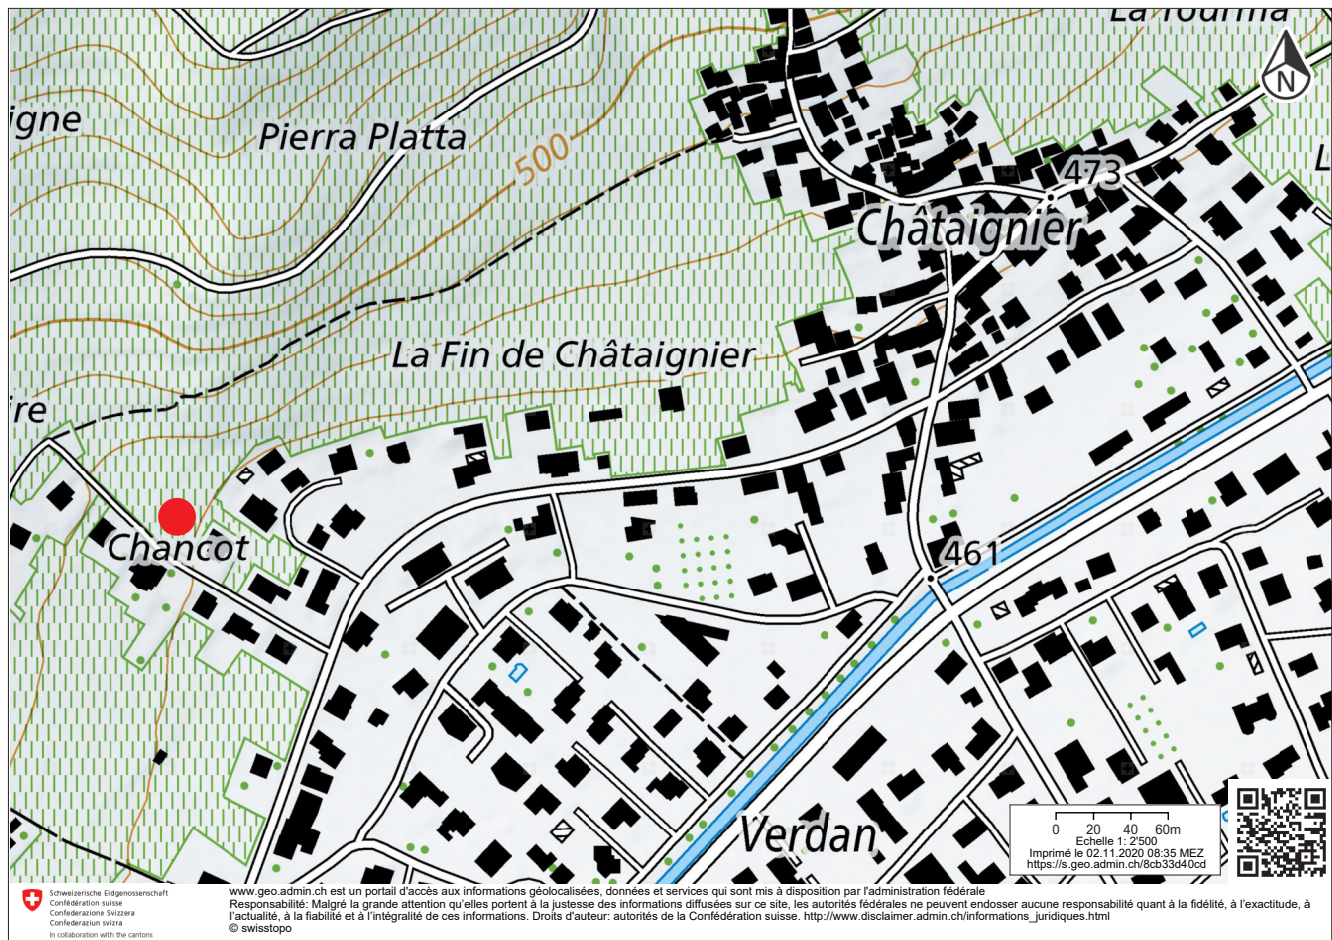 La Tourma
N
igne
Pierra Platta
500
473
L
Châtaignier
La Fin de Châtaignier
ire
Chancot
461
Verdan
0 20 40 60m
Echelle 1: 2'500
Imprimé le 02.11.2020 08:35 MEZ
https://s.geo.admin.ch/8cb33d40cd
Schweizerische Eidgenossenschaft
Confédération suisse
Confederazione Svizzera
Confederaziun svizra
In collaboration with the cantons
www.geo.admin.ch est un portail d'accès aux informations géolocalisées, données et services qui sont mis à disposition par l'administration fédérale
Responsabilité: Malgré la grande attention qu'elles portent à la justesse des informations diffusées sur ce site, les autorités fédérales ne peuvent endosser aucune responsabilité quant à la fidélité, à l'exactitude, à
l'actualité, à la fiabilité et à l'intégralité de ces informations. Droits d'auteur: autorités de la Confédération suisse. http://www.disclaimer.admin.ch/informations_juridiques.html
© swisstopo